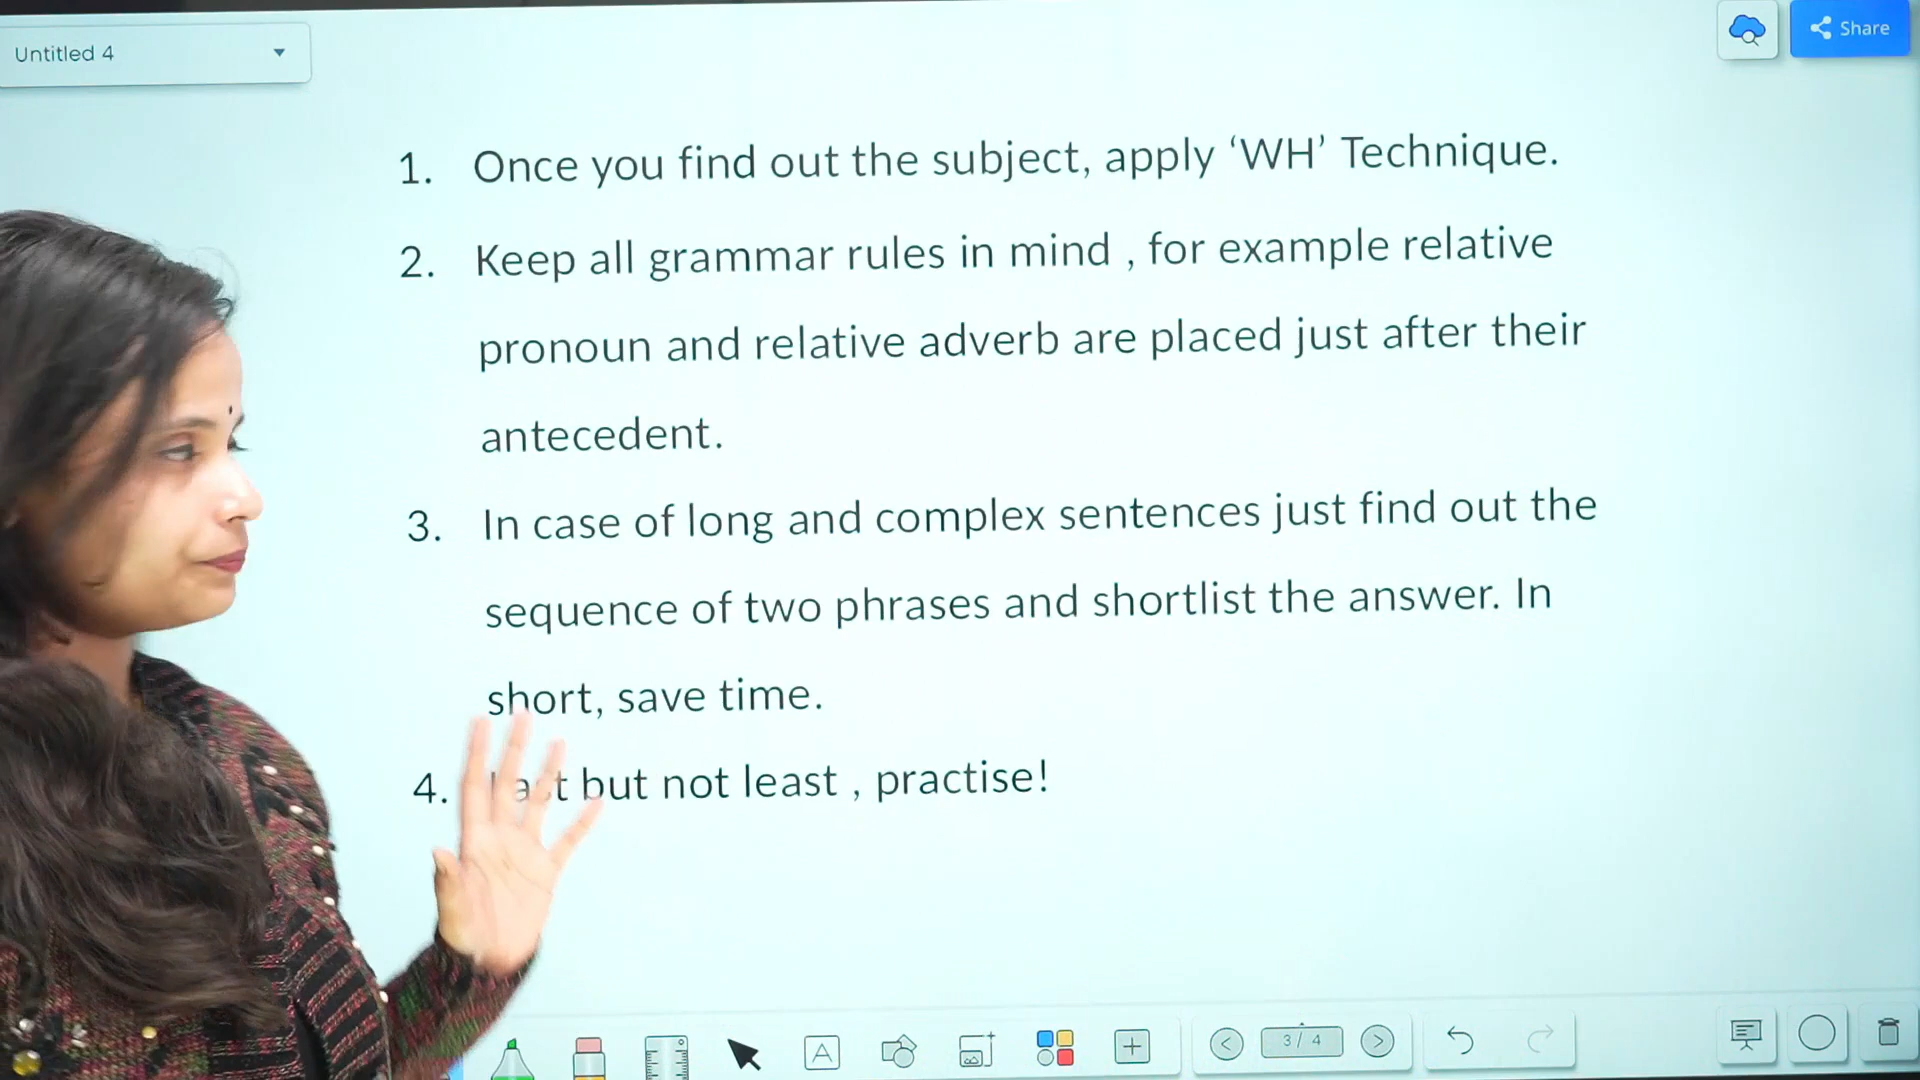 Untitled 4
Share
1. Once you find out the subject, apply ‘WH’ Technique.
2. Keep all grammar rules in mind , for example relative
pronoun and relative adverb are placed just after their
antecedent.
3. In case of long and complex sentences just find out the
sequence of two phrases and shortlist the answer. In
short, save time.
4. Last but not least , practise!
A
3 / 4